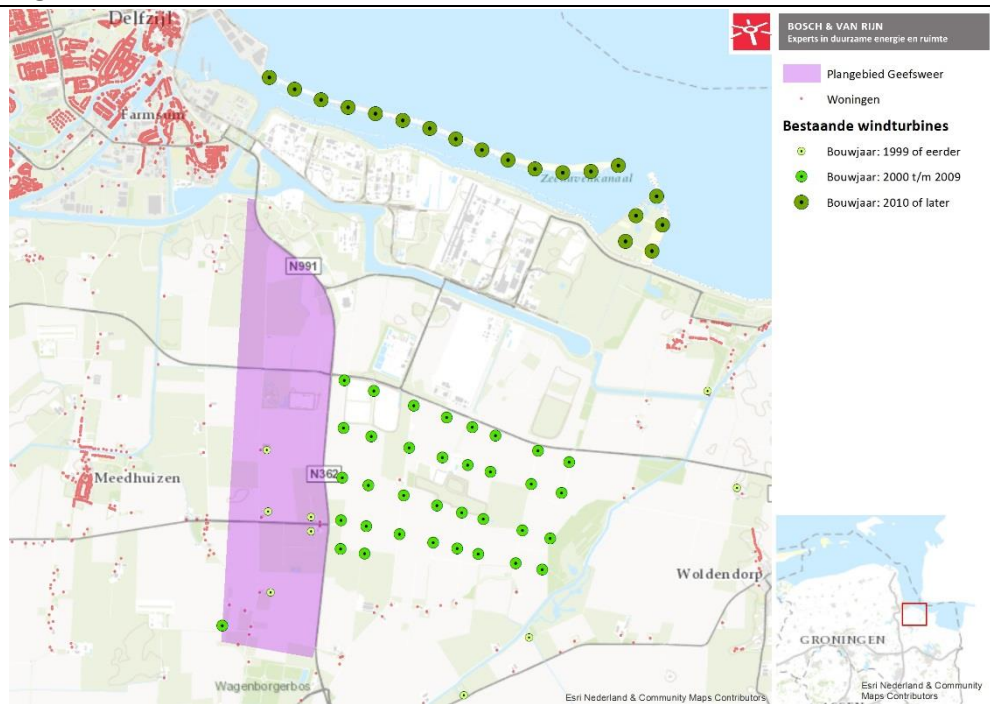 Delfzijl
Farmsum
Zeehavenkanaal
N991
N362
Meedhuizen
Woldendorp
Wagenborgerbos
Esri Nederland & Community Maps Contributors
BOSCH & VAN RIJN
Experts in duurzame energie en ruimte
Plangebied Geefsweer
Woningen
Bestaande windturbines
Bouwjaar: 1999 of eerder
Bouwjaar: 2000 t/m 2009
Bouwjaar: 2010 of later
GRONINGEN
Esri Nederland & Community
Maps Contributors